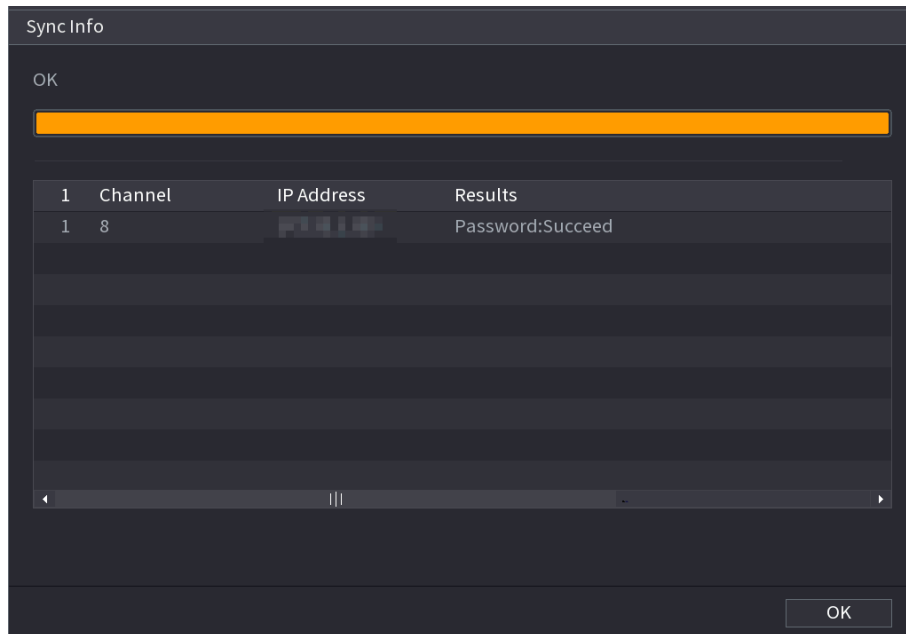 Sync Info
OK
1 Channel IP Address Results
1 8 Password:Succeed
OK